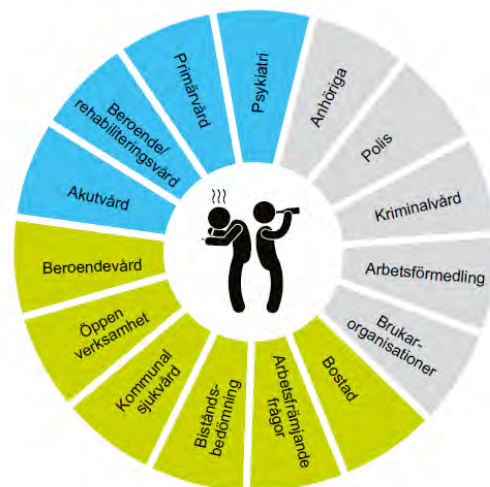 Psykiatri
Anhöriga
Polis
Kriminalvård
Arbetsförmedling
Brukar-
organisationer
Bostad
Arbetsfrämjande
frågor
Bistånds-
bedömning
Kommunal
sjukvård
Öppen
verksamhet
Beroendevård
Akutvård
Beroende/
rehabiliteringsvård
Primärvård